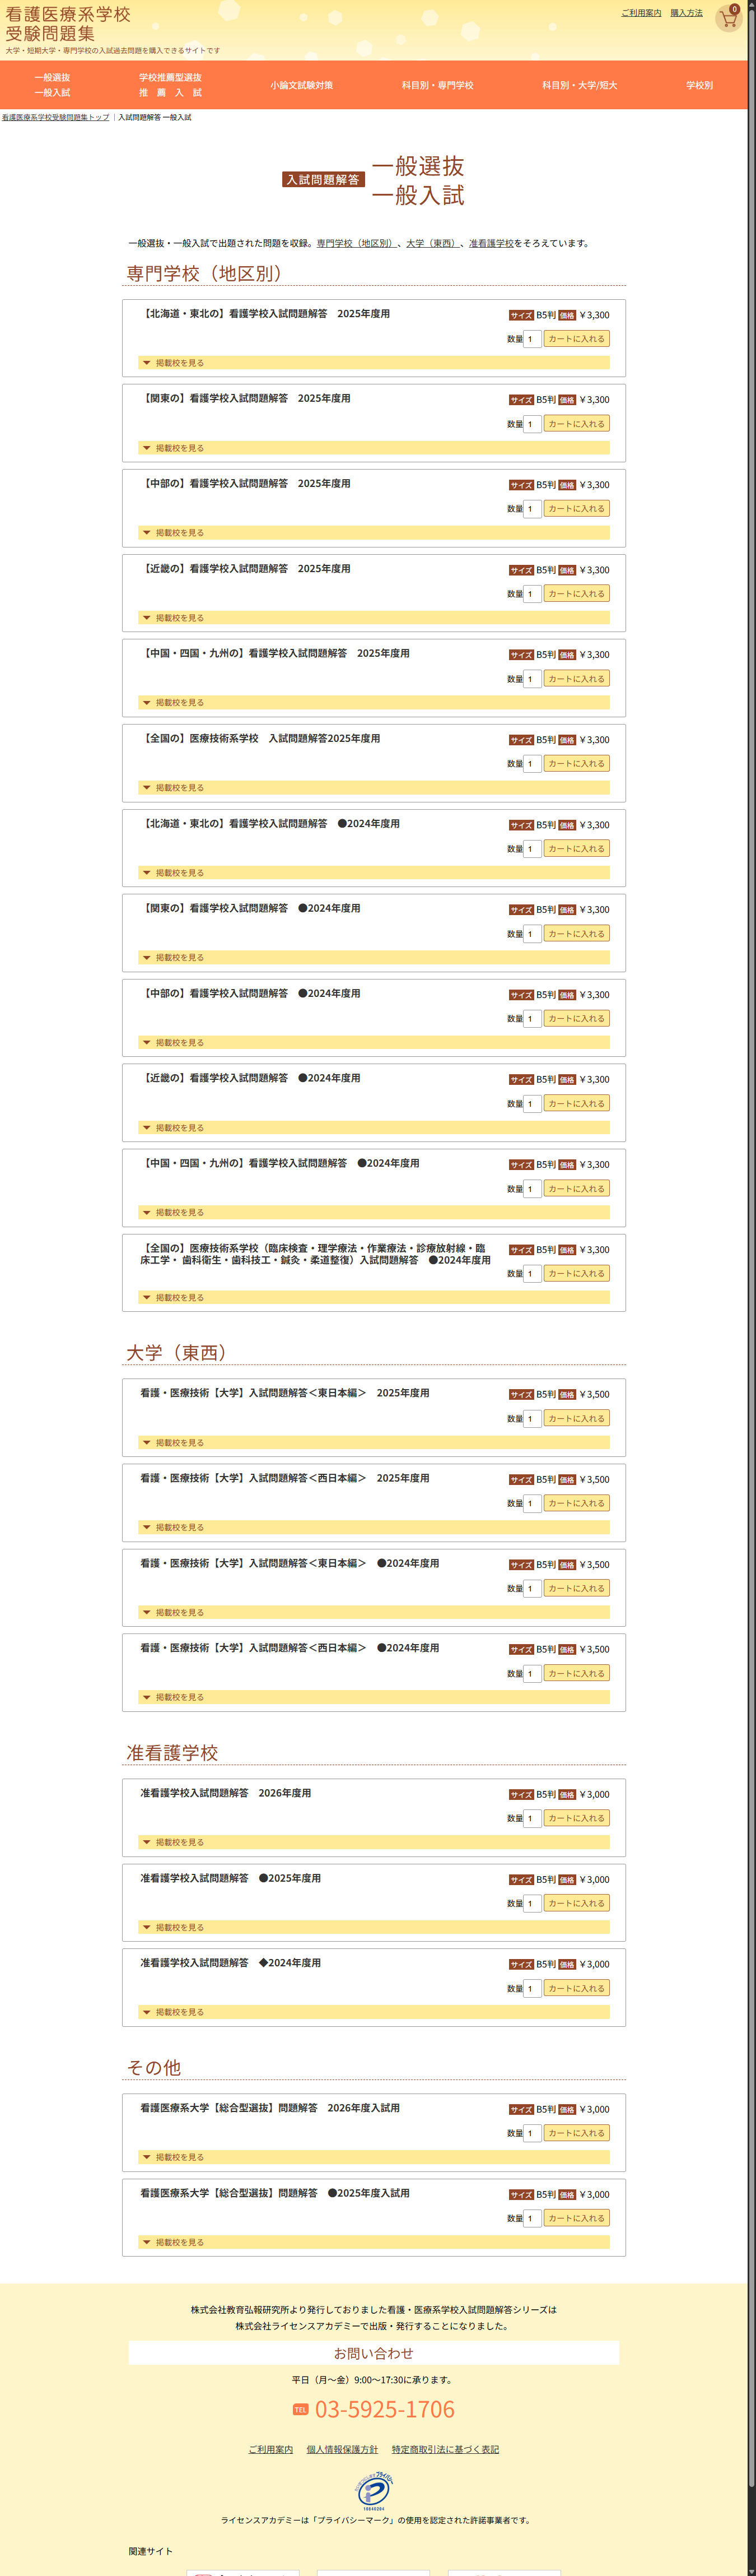 看護医療系学校
受験問題集
大学・短期大学・専門学校の入試過去問題を購入できるサイトです
ご利用案内 購入方法
0
一般選抜
一般入試
学校推薦型選抜
推 薦 入 試
小論文試験対策
科目別・専門学校
科目別・大学/短大
学校別
看護医療系学校受験問題集トップ | 入試問題解答 一般入試
入試問題解答
一般選抜
一般入試
一般選抜・一般入試で出題された問題を収録。専門学校（地区別）、大学（東西）、准看護学校をそろえています。
専門学校（地区別）
【北海道・東北の】看護学校入試問題解答 2025年度用
サイズ B5判 価格 ￥3,300
数量 1 カートに入れる
掲載校を見る
【関東の】看護学校入試問題解答 2025年度用
サイズ B5判 価格 ￥3,300
数量 1 カートに入れる
掲載校を見る
【中部の】看護学校入試問題解答 2025年度用
サイズ B5判 価格 ￥3,300
数量 1 カートに入れる
掲載校を見る
【近畿の】看護学校入試問題解答 2025年度用
サイズ B5判 価格 ￥3,300
数量 1 カートに入れる
掲載校を見る
【中国・四国・九州の】看護学校入試問題解答 2025年度用
サイズ B5判 価格 ￥3,300
数量 1 カートに入れる
掲載校を見る
【全国の】医療技術系学校 入試問題解答2025年度用
サイズ B5判 価格 ￥3,300
数量 1 カートに入れる
掲載校を見る
【北海道・東北の】看護学校入試問題解答 ●2024年度用
サイズ B5判 価格 ￥3,300
数量 1 カートに入れる
掲載校を見る
【関東の】看護学校入試問題解答 ●2024年度用
サイズ B5判 価格 ￥3,300
数量 1 カートに入れる
掲載校を見る
【中部の】看護学校入試問題解答 ●2024年度用
サイズ B5判 価格 ￥3,300
数量 1 カートに入れる
掲載校を見る
【近畿の】看護学校入試問題解答 ●2024年度用
サイズ B5判 価格 ￥3,300
数量 1 カートに入れる
掲載校を見る
【中国・四国・九州の】看護学校入試問題解答 ●2024年度用
サイズ B5判 価格 ￥3,300
数量 1 カートに入れる
掲載校を見る
【全国の】医療技術系学校（臨床検査・理学療法・作業療法・診療放射線・臨
床工学・ 歯科衛生・歯科技工・鍼灸・柔道整復）入試問題解答 ●2024年度用
サイズ B5判 価格 ￥3,300
数量 1 カートに入れる
掲載校を見る
大学（東西）
看護・医療技術【大学】入試問題解答＜東日本編＞ 2025年度用
サイズ B5判 価格 ￥3,500
数量 1 カートに入れる
掲載校を見る
看護・医療技術【大学】入試問題解答＜西日本編＞ 2025年度用
サイズ B5判 価格 ￥3,500
数量 1 カートに入れる
掲載校を見る
看護・医療技術【大学】入試問題解答＜東日本編＞ ●2024年度用
サイズ B5判 価格 ￥3,500
数量 1 カートに入れる
掲載校を見る
看護・医療技術【大学】入試問題解答＜西日本編＞ ●2024年度用
サイズ B5判 価格 ￥3,500
数量 1 カートに入れる
掲載校を見る
准看護学校
准看護学校入試問題解答 2026年度用
サイズ B5判 価格 ￥3,000
数量 1 カートに入れる
掲載校を見る
准看護学校入試問題解答 ●2025年度用
サイズ B5判 価格 ￥3,000
数量 1 カートに入れる
掲載校を見る
准看護学校入試問題解答 ◆2024年度用
サイズ B5判 価格 ￥3,000
数量 1 カートに入れる
掲載校を見る
その他
看護医療系大学【総合型選抜】問題解答 2026年度入試用
サイズ B5判 価格 ￥3,000
数量 1 カートに入れる
掲載校を見る
看護医療系大学【総合型選抜】問題解答 ●2025年度入試用
サイズ B5判 価格 ￥3,000
数量 1 カートに入れる
掲載校を見る
株式会社教育弘報研究所より発行しておりました看護・医療系学校入試問題解答シリーズは
株式会社ライセンスアカデミーで出版・発行することになりました。
お問い合わせ
平日（月〜金）9:00〜17:30に承ります。
TEL 03-5925-1706
ご利用案内 個人情報保護方針 特定商取引法に基づく表記
ライセンスアカデミーは「プライバシーマーク」の使用を認定された許諾事業者です。
関連サイト